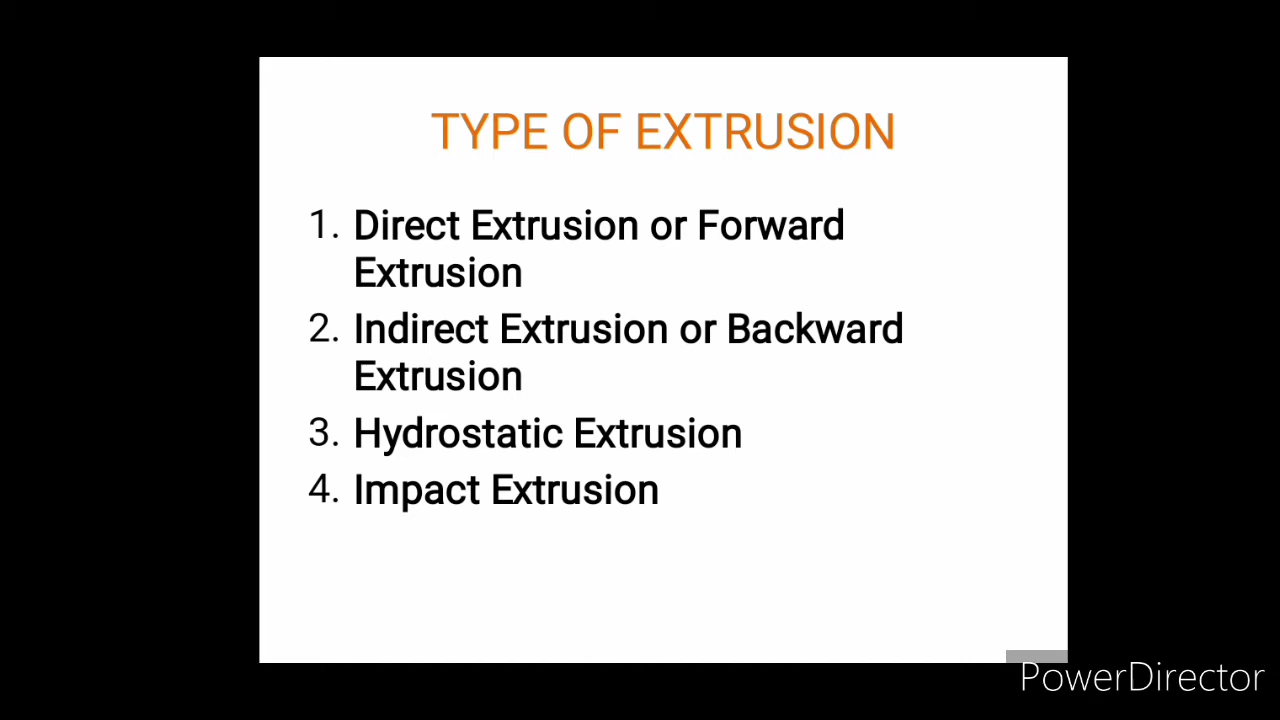 TYPE OF EXTRUSION
1. Direct Extrusion or Forward
Extrusion
2. Indirect Extrusion or Backward
Extrusion
3. Hydrostatic Extrusion
4. Impact Extrusion
PowerDirector